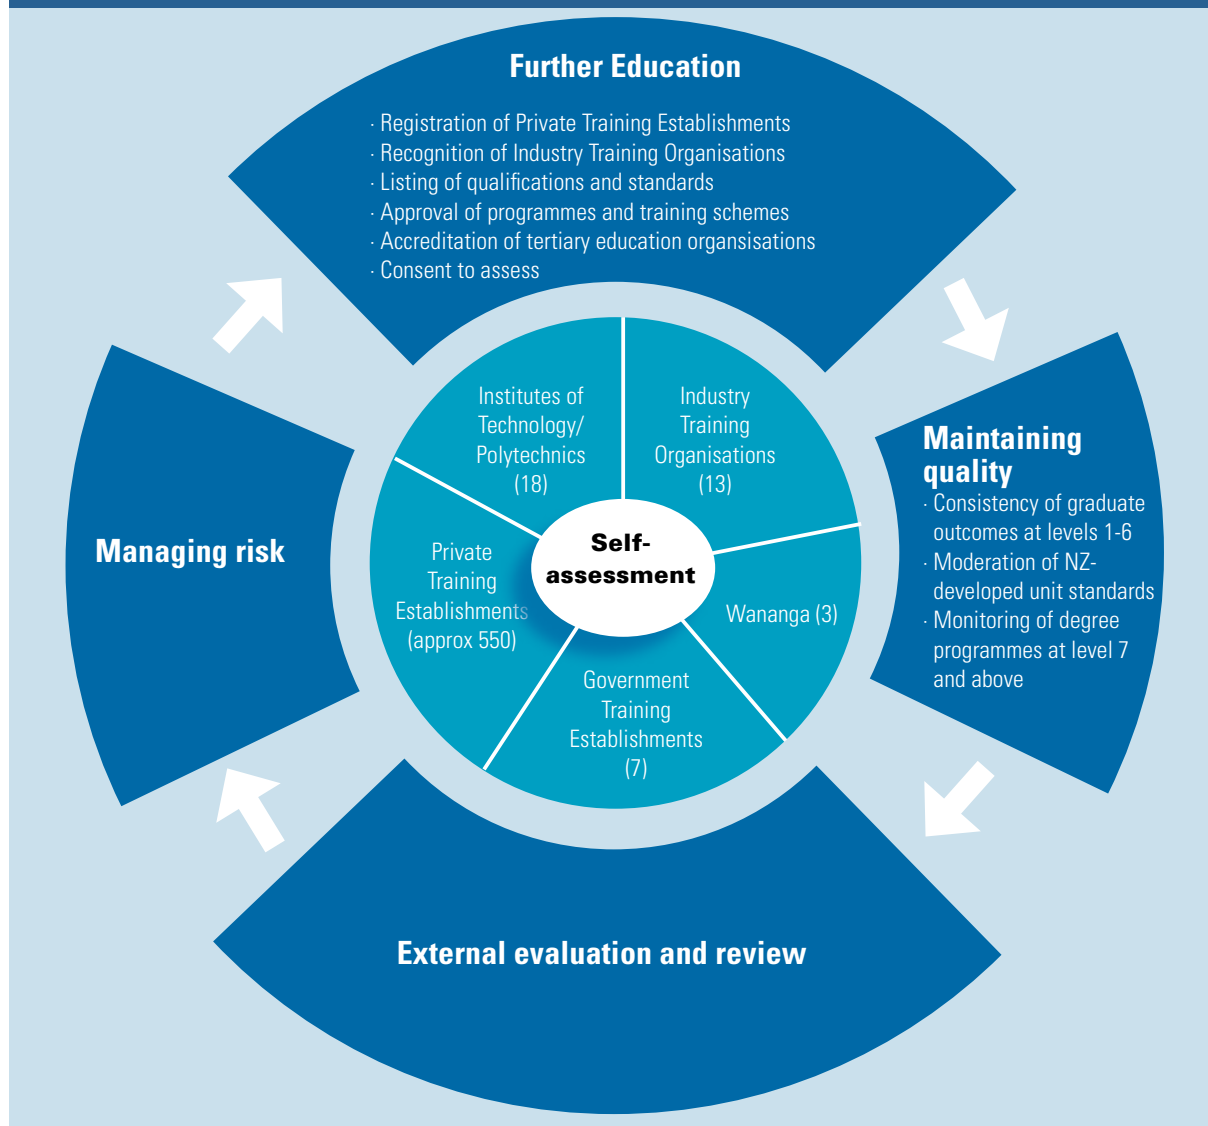 Further Education
· Registration of Private Training Establishments
· Recognition of Industry Training Organisations
· Listing of qualifications and standards
· Approval of programmes and training schemes
· Accreditation of tertiary education organsisations
· Consent to assess
Institutes of
Technology/
Polytechnics
(18)
Industry
Training
Organisations
(13)
Maintaining
quality
· Consistency of graduate
outcomes at levels 1-6
· Moderation of NZ-
developed unit standards
· Monitoring of degree
programmes at level 7
and above
Managing risk
Private
Training
Establishments
(approx 550)
Self-
assessment
Wananga (3)
Government
Training
Establishments
(7)
External evaluation and review